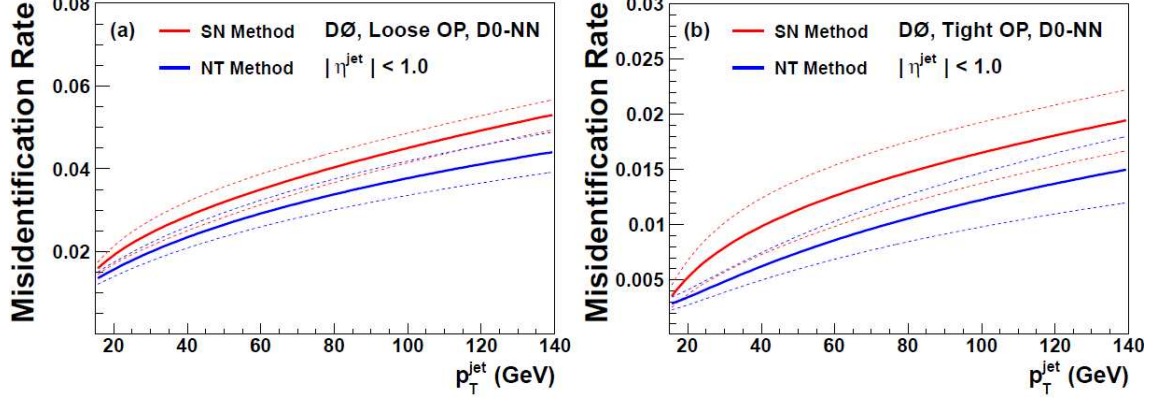 Misidentification Rate
0.08
0.06
0.04
0.02
(a)
SN Method
DØ, Loose OP, D0-NN
NT Method
| η^jet | < 1.0
20 40 60 80 100 120 140
p_T^jet (GeV)
Misidentification Rate
0.03
0.025
0.02
0.015
0.01
0.005
(b)
SN Method
DØ, Tight OP, D0-NN
NT Method
| η^jet | < 1.0
20 40 60 80 100 120 140
p_T^jet (GeV)